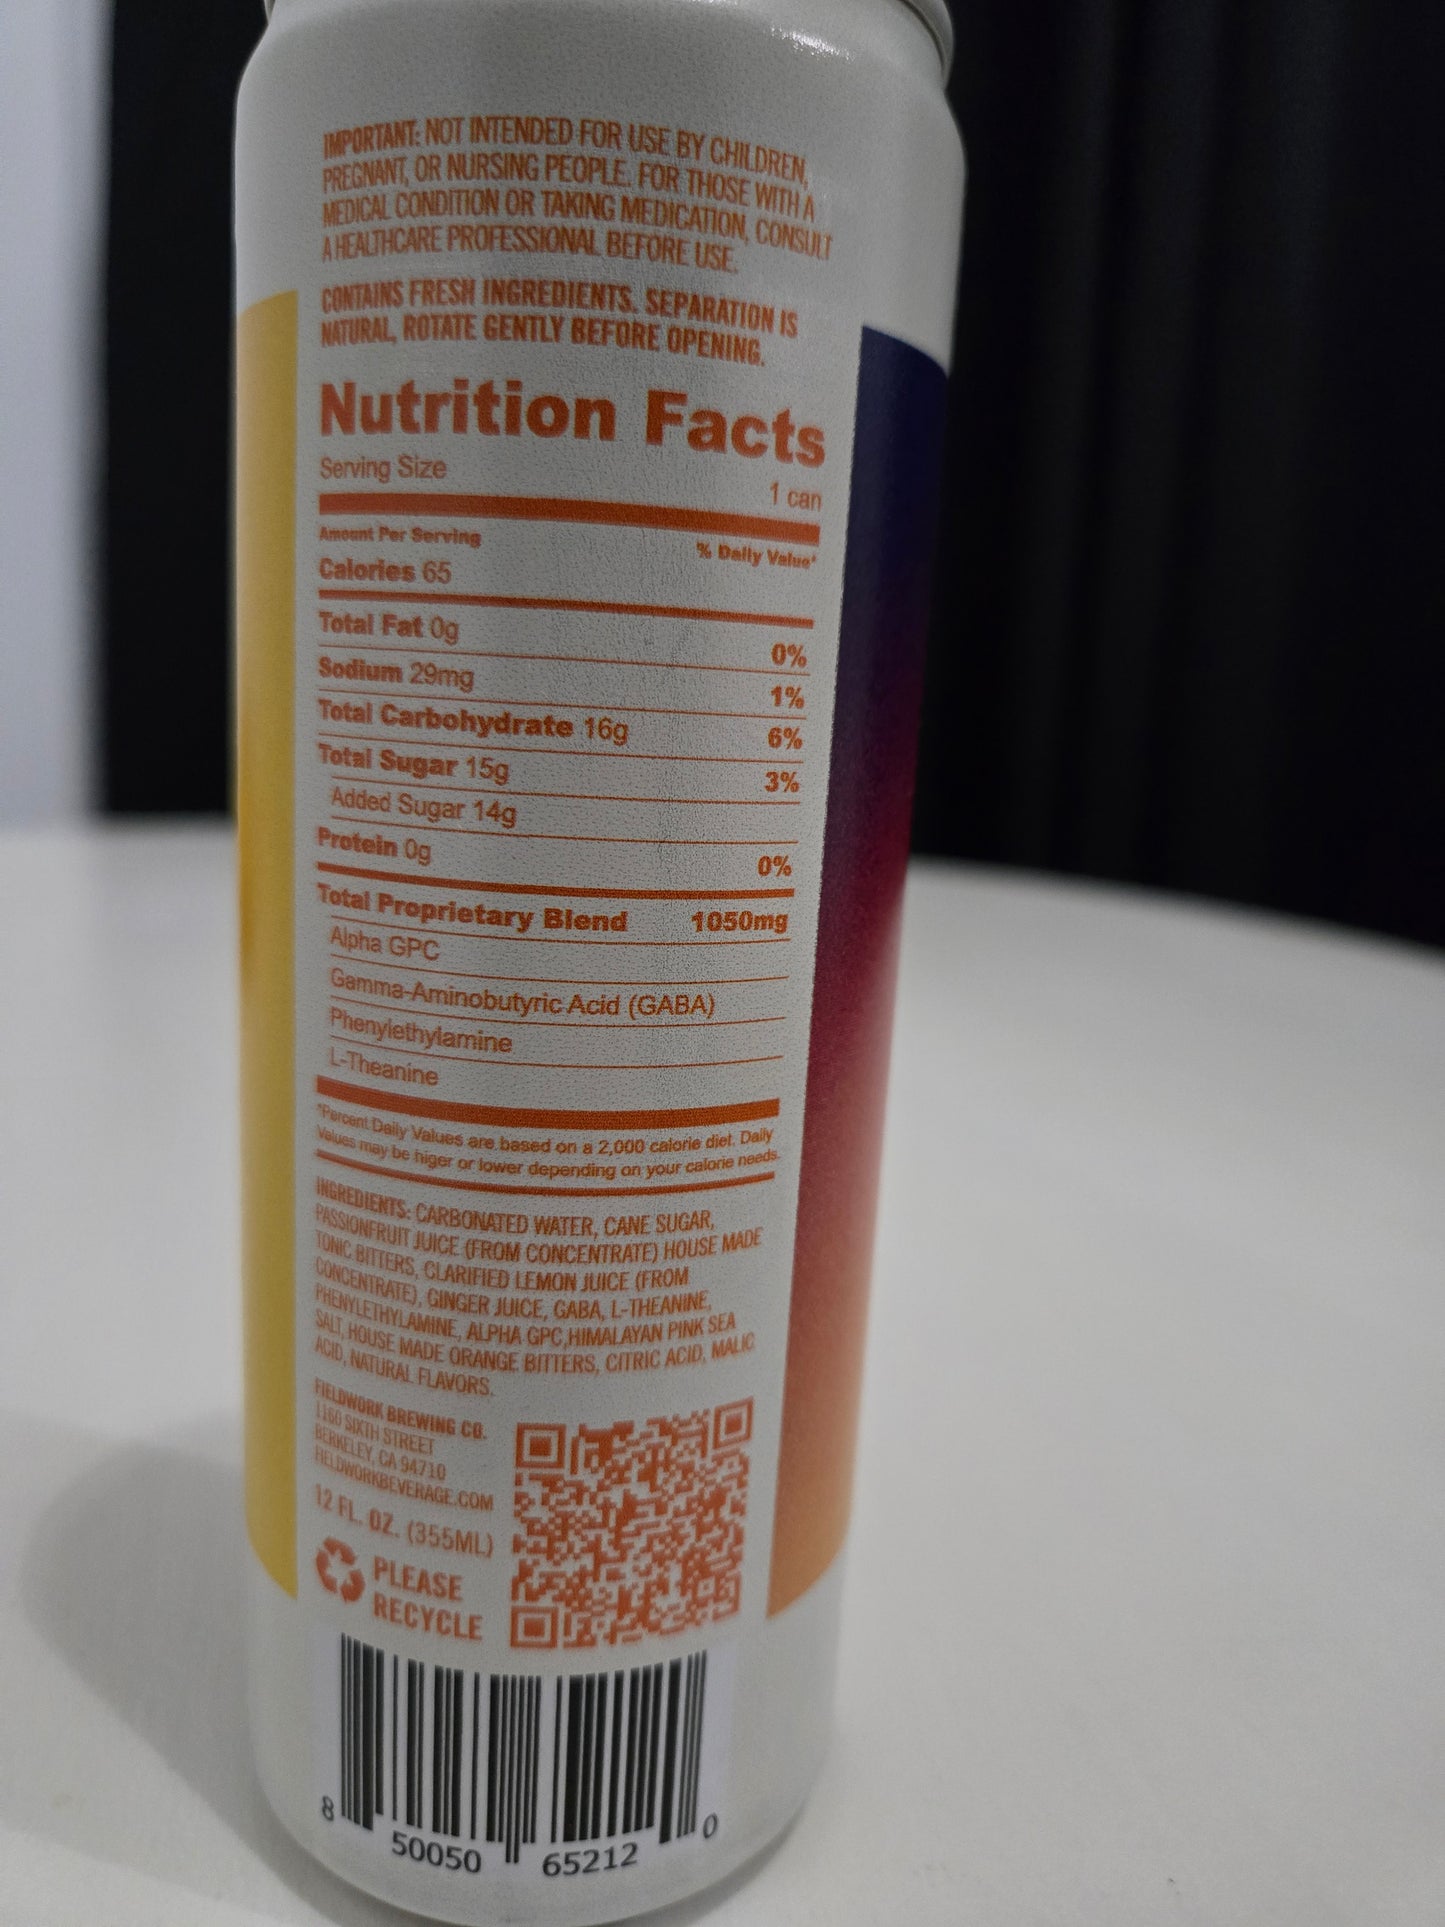 IMPORTANT: NOT INTENDED FOR USE BY CHILDREN,
PREGNANT, OR NURSING PEOPLE. FOR THOSE WITH A
MEDICAL CONDITION OR TAKING MEDICATION, CONSULT
A HEALTHCARE PROFESSIONAL BEFORE USE.
CONTAINS FRESH INGREDIENTS. SEPARATION IS
NATURAL, ROTATE GENTLY BEFORE OPENING.
Nutrition Facts
Serving Size 1 can
Amount Per Serving % Daily Value*
Calories 65
Total Fat 0g 0%
Sodium 29mg 1%
Total Carbohydrate 16g 6%
Total Sugar 15g 3%
Added Sugar 14g
Protein 0g 0%
Total Proprietary Blend 1050mg
Alpha GPC
Gamma-Aminobutyric Acid (GABA)
Phenylethylamine
L-Theanine
*Percent Daily Values are based on a 2,000 calorie diet. Daily
Values may be higer or lower depending on your calorie needs.
INGREDIENTS: CARBONATED WATER, CANE SUGAR,
PASSIONFRUIT JUICE (FROM CONCENTRATE) HOUSE MADE
TONIC BITTERS, CLARIFIED LEMON JUICE (FROM
CONCENTRATE), GINGER JUICE, GABA, L-THEANINE,
PHENYLETHYLAMINE, ALPHA GPC,HIMALAYAN PINK SEA
SALT, HOUSE MADE ORANGE BITTERS, CITRIC ACID, MALIC
ACID, NATURAL FLAVORS.
FIELDWORK BREWING CO.
1160 SIXTH STREET
BERKELEY, CA 94710
FIELDWORKBEVERAGE.COM
12 FL. OZ. (355ML)
PLEASE
RECYCLE
8 50050 65212 0